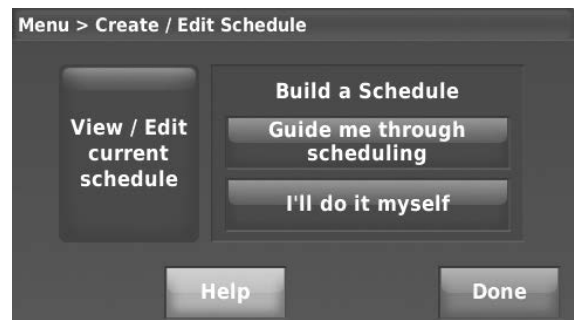 Menu > Create / Edit Schedule
View / Edit
current
schedule
Build a Schedule
Guide me through
scheduling
I'll do it myself
Help
Done